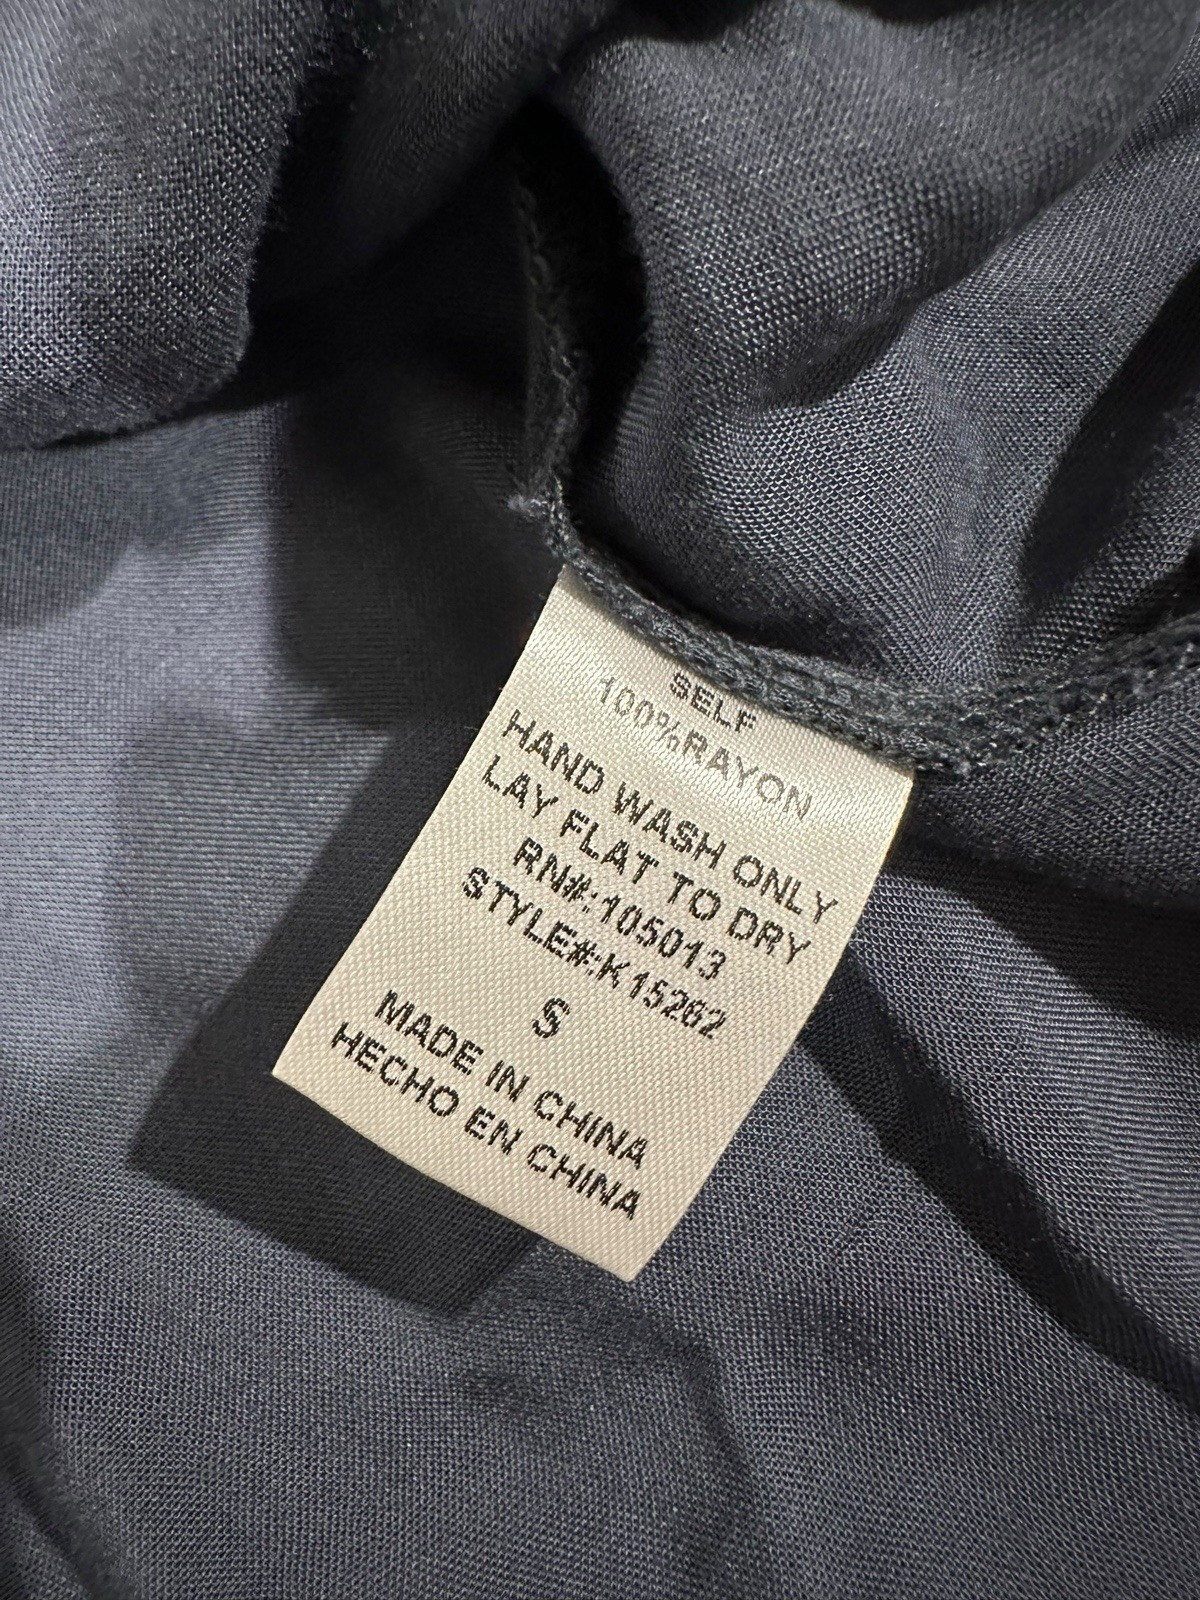 SELF
100%RAYON
HAND WASH ONLY
LAY FLAT TO DRY
RN#:105013
STYLE#:K15262
S
MADE IN CHINA
HECHO EN CHINA